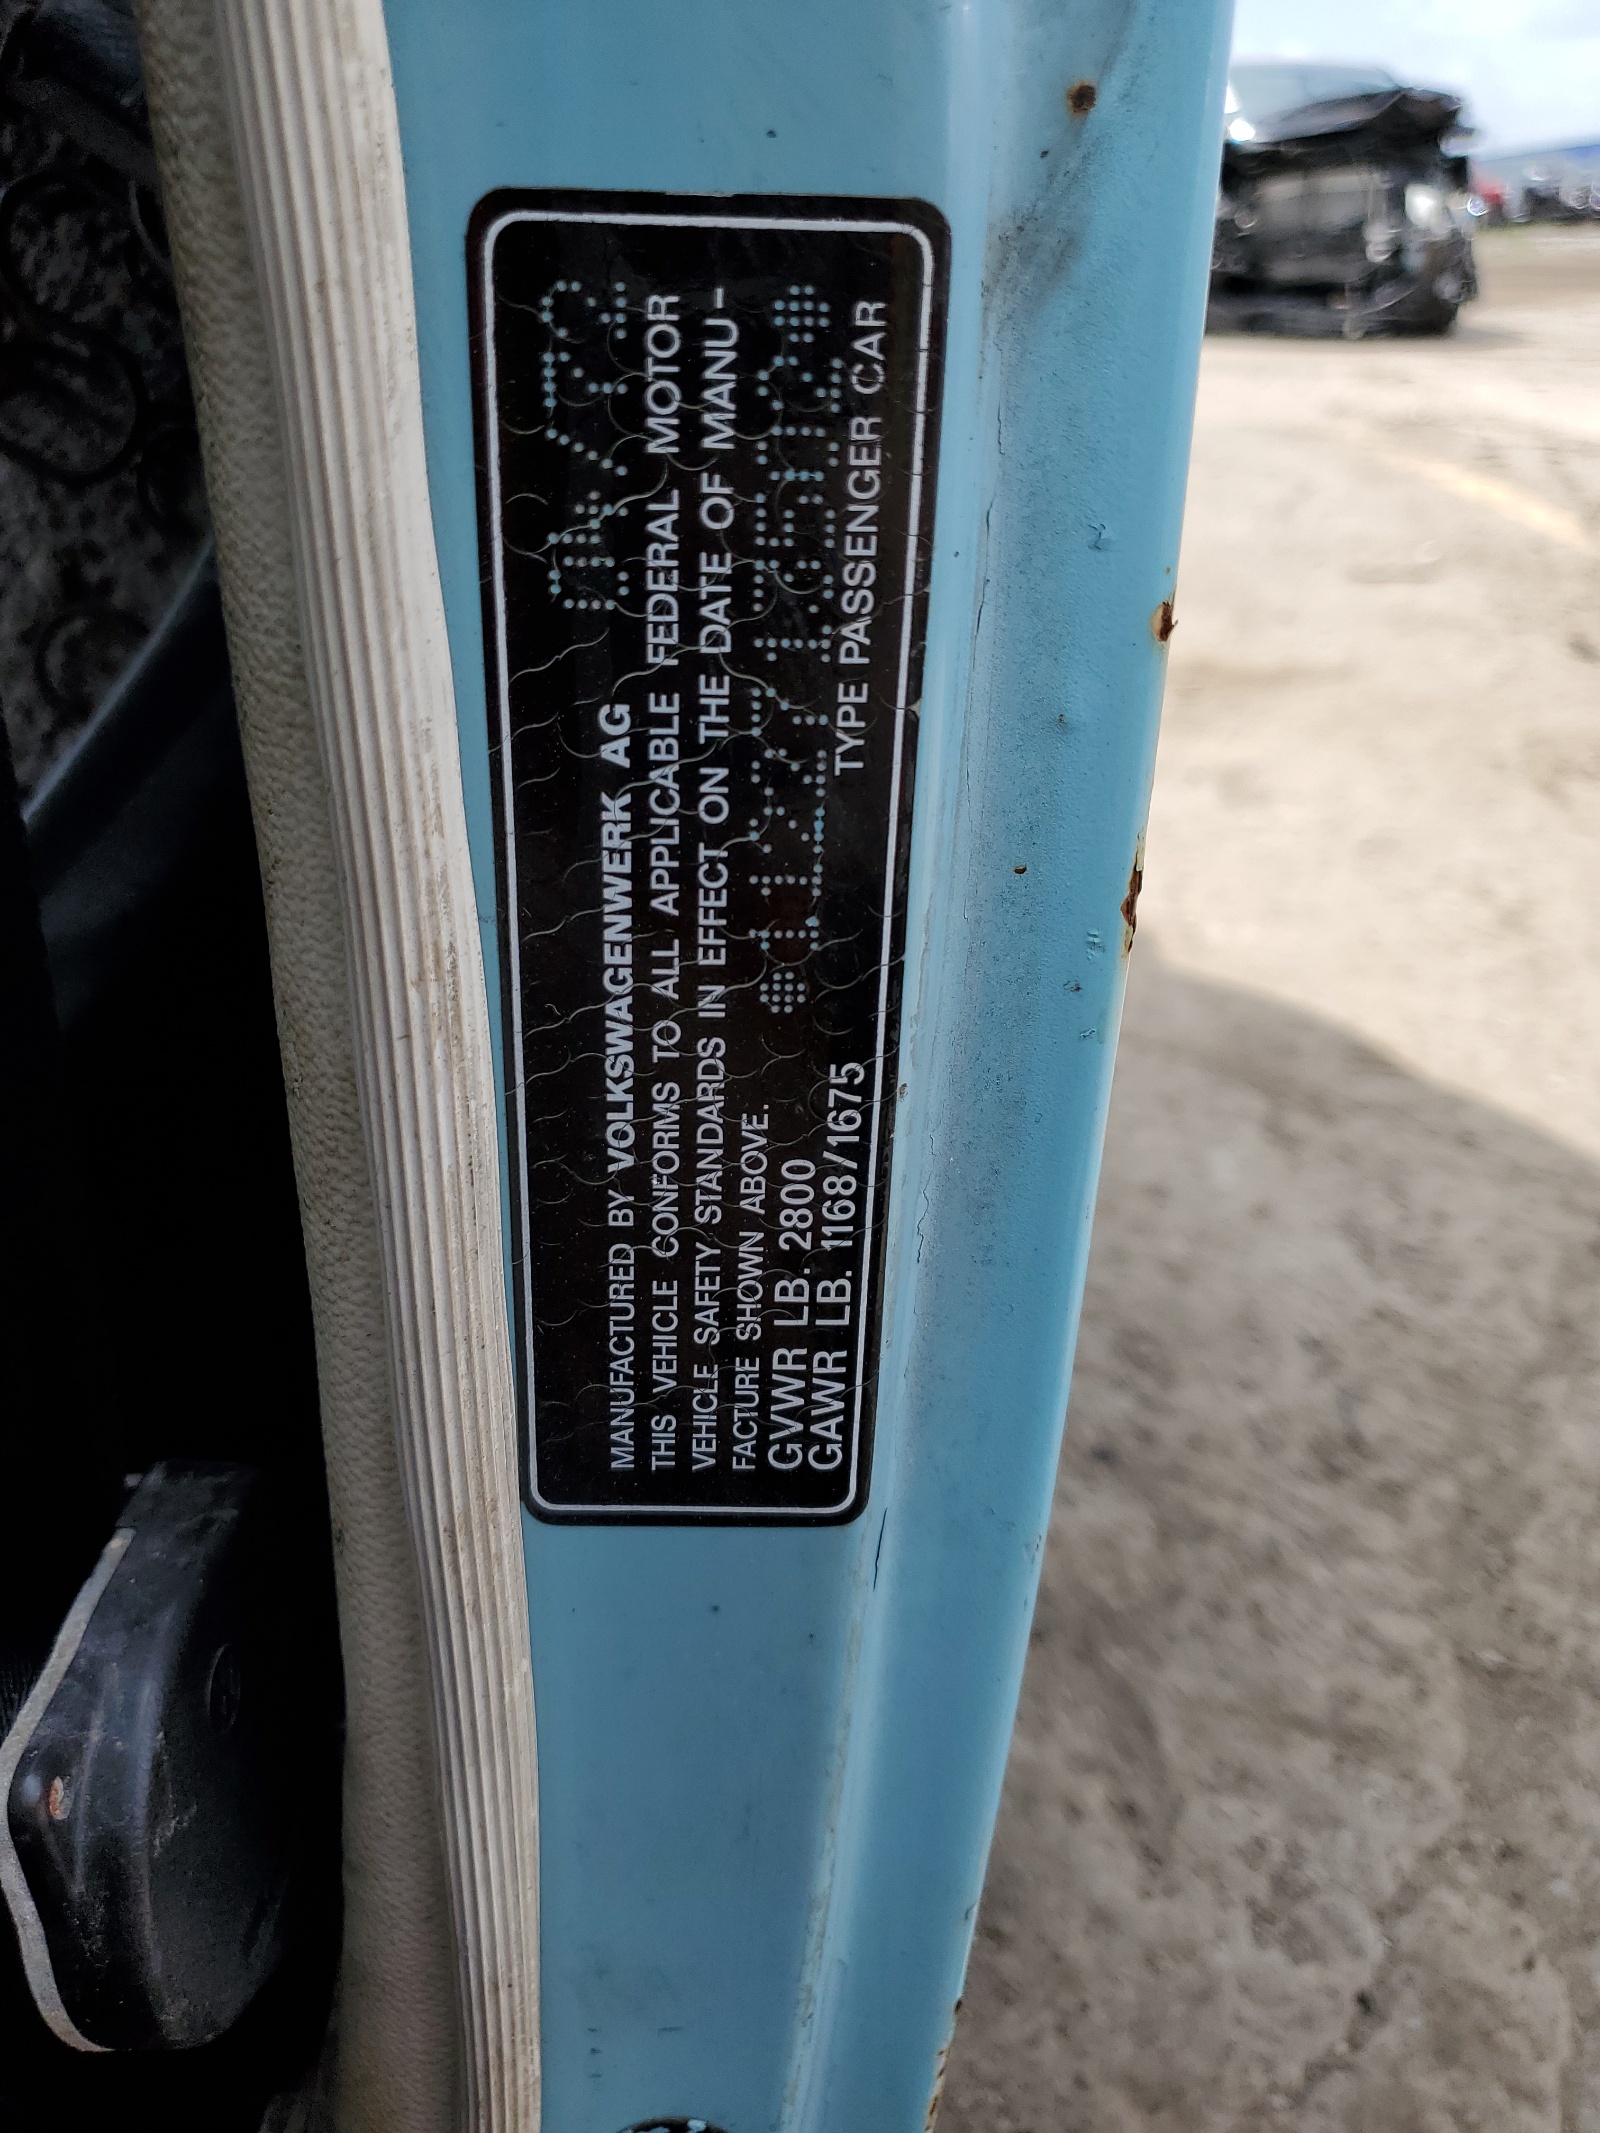 MANUFACTURED BY VOLKSWAGENWERK AG
THIS VEHICLE CONFORMS TO ALL APPLICABLE FEDERAL MOTOR
VEHICLE SAFETY STANDARDS IN EFFECT ON THE DATE OF MANU-
FACTURE SHOWN ABOVE.
GVWR LB. 2800
GAWR LB. 1168/1675 TYPE PASSENGER CAR